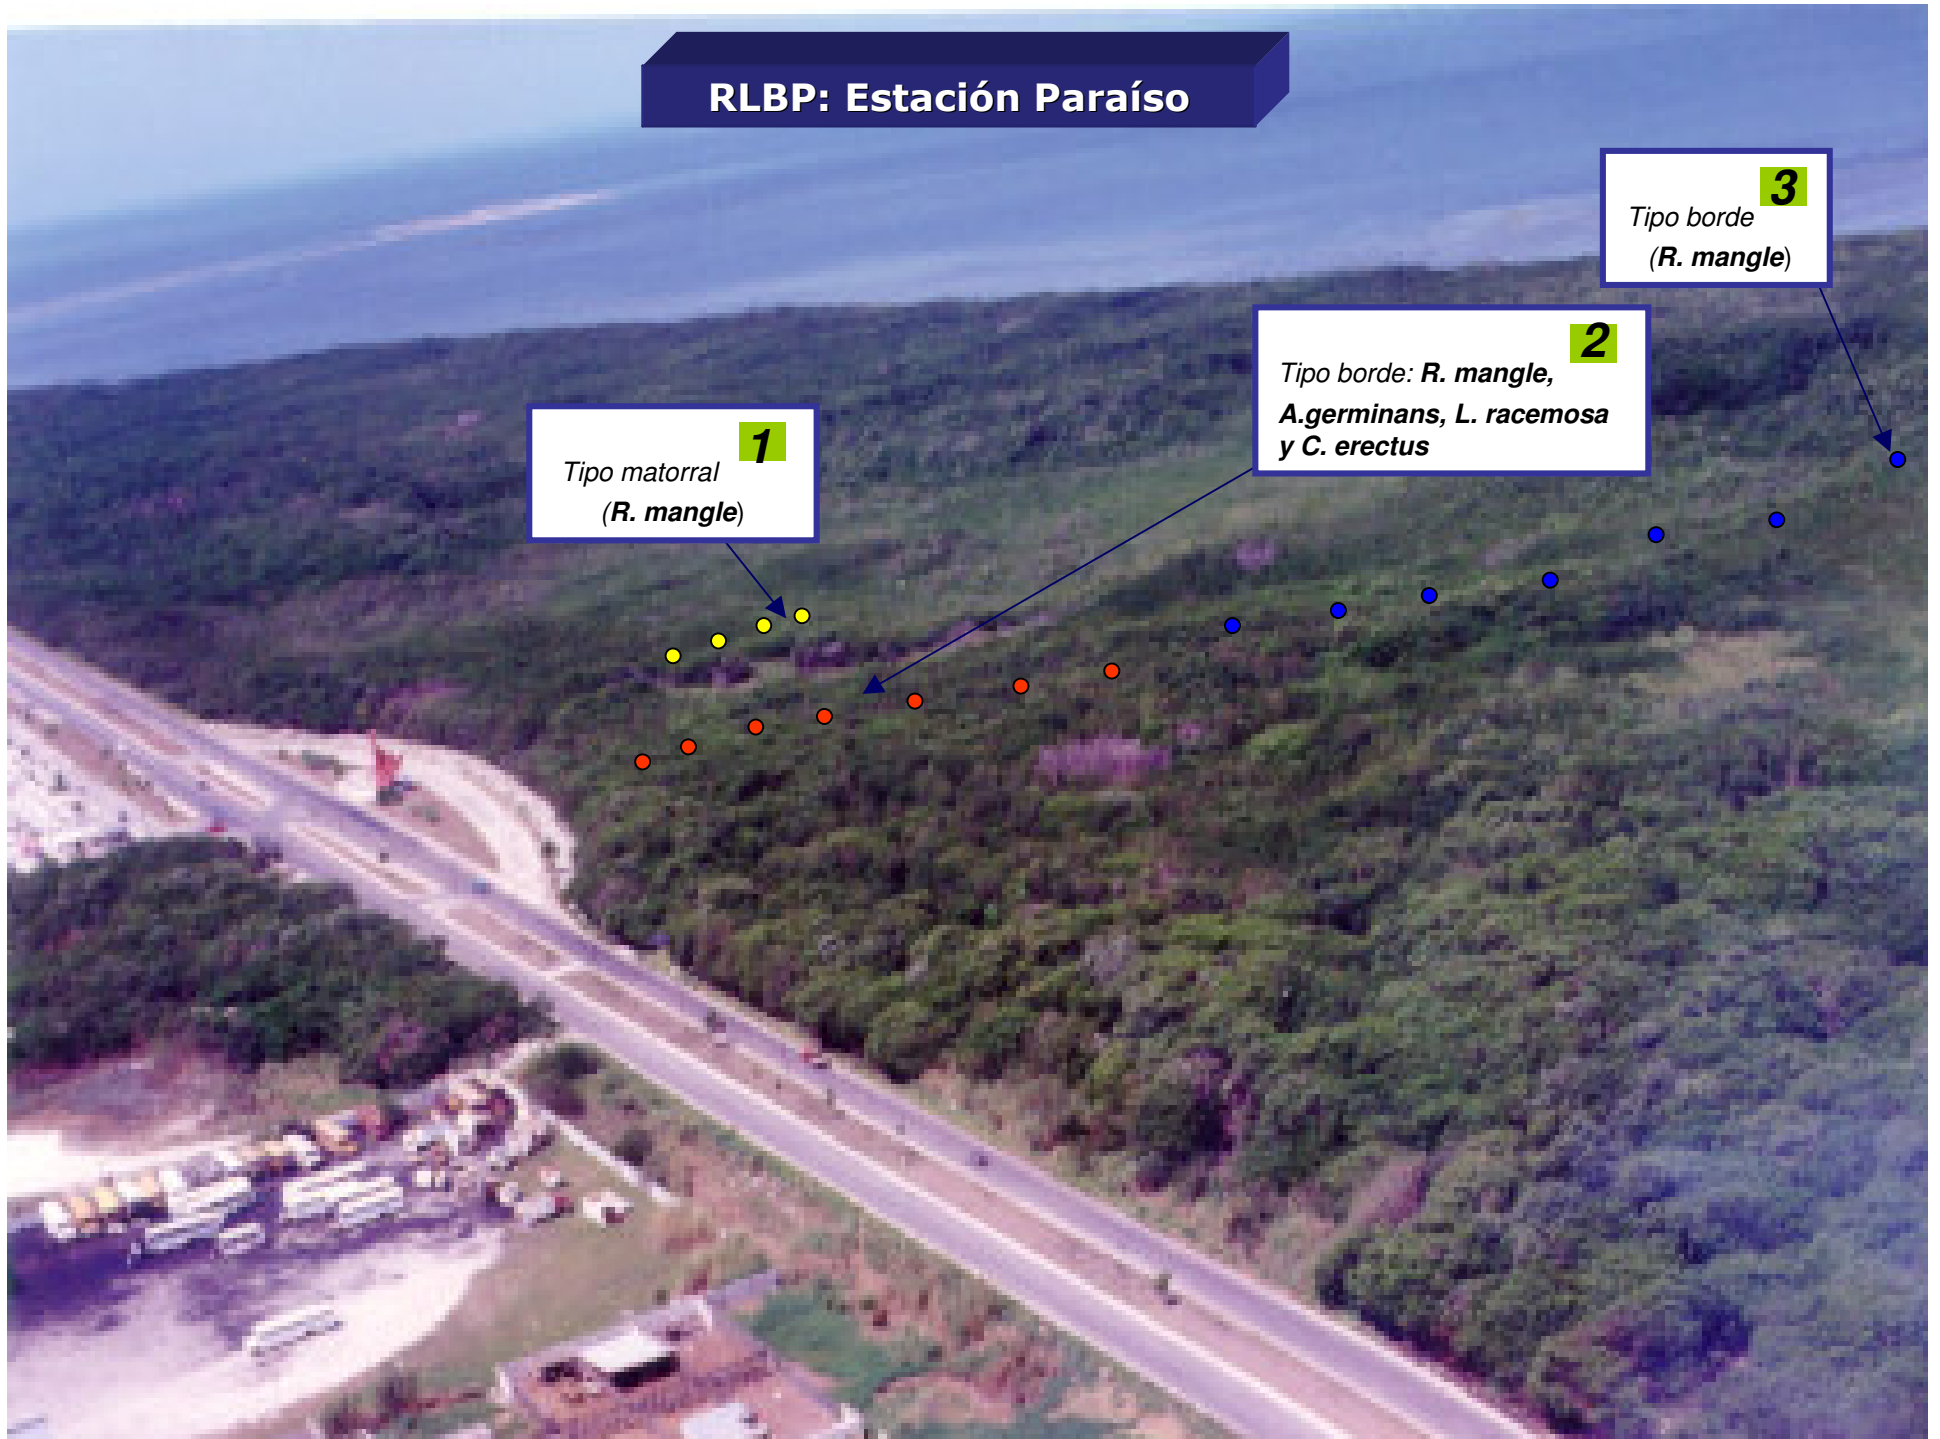 RLBP: Estación Paraíso
3
Tipo borde
(R. mangle)
2
Tipo borde: R. mangle,
A.germinans, L. racemosa
y C. erectus
1
Tipo matorral
(R. mangle)